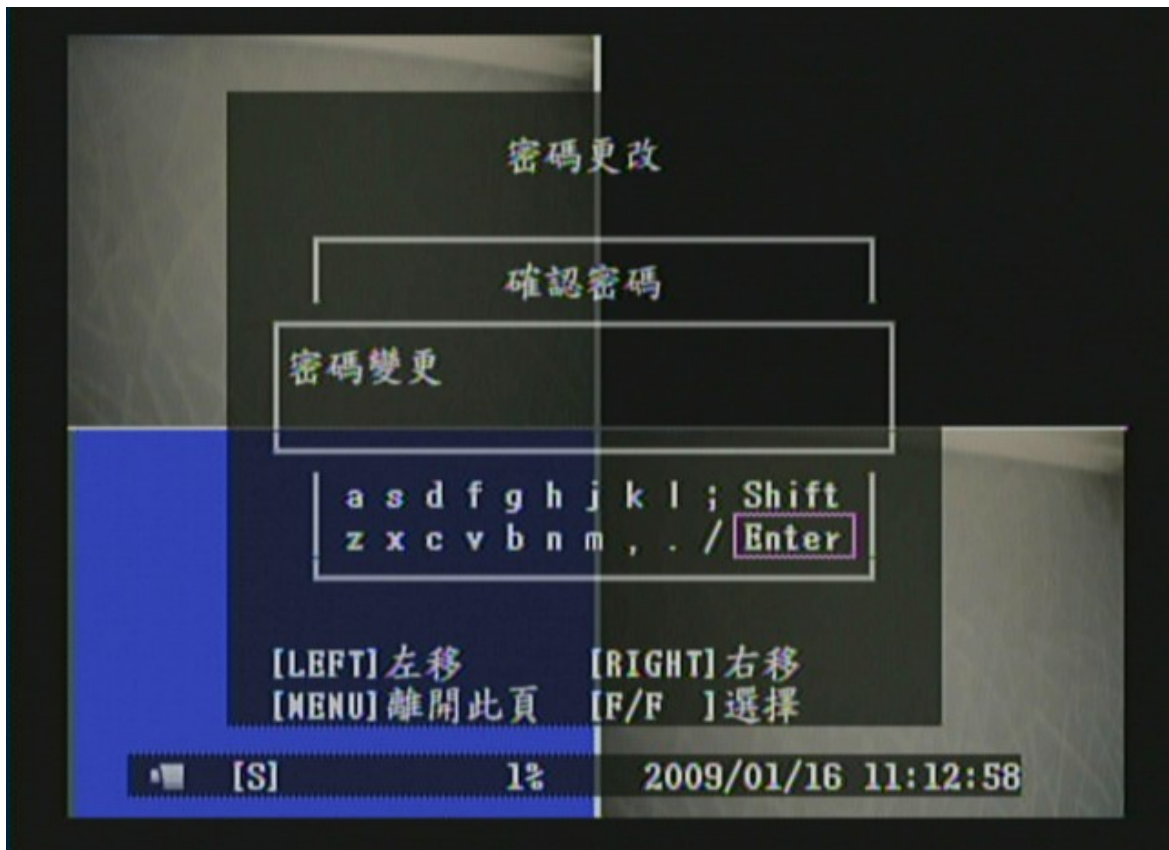 密碼更改
確認密碼
密碼變更
a s d f g h j k l ; Shift
z x c v b n m , . / Enter
[LEFT]左移 [RIGHT]右移
[MENU]離開此頁 [F/F ]選擇
[S] 1% 2009/01/16 11:12:58